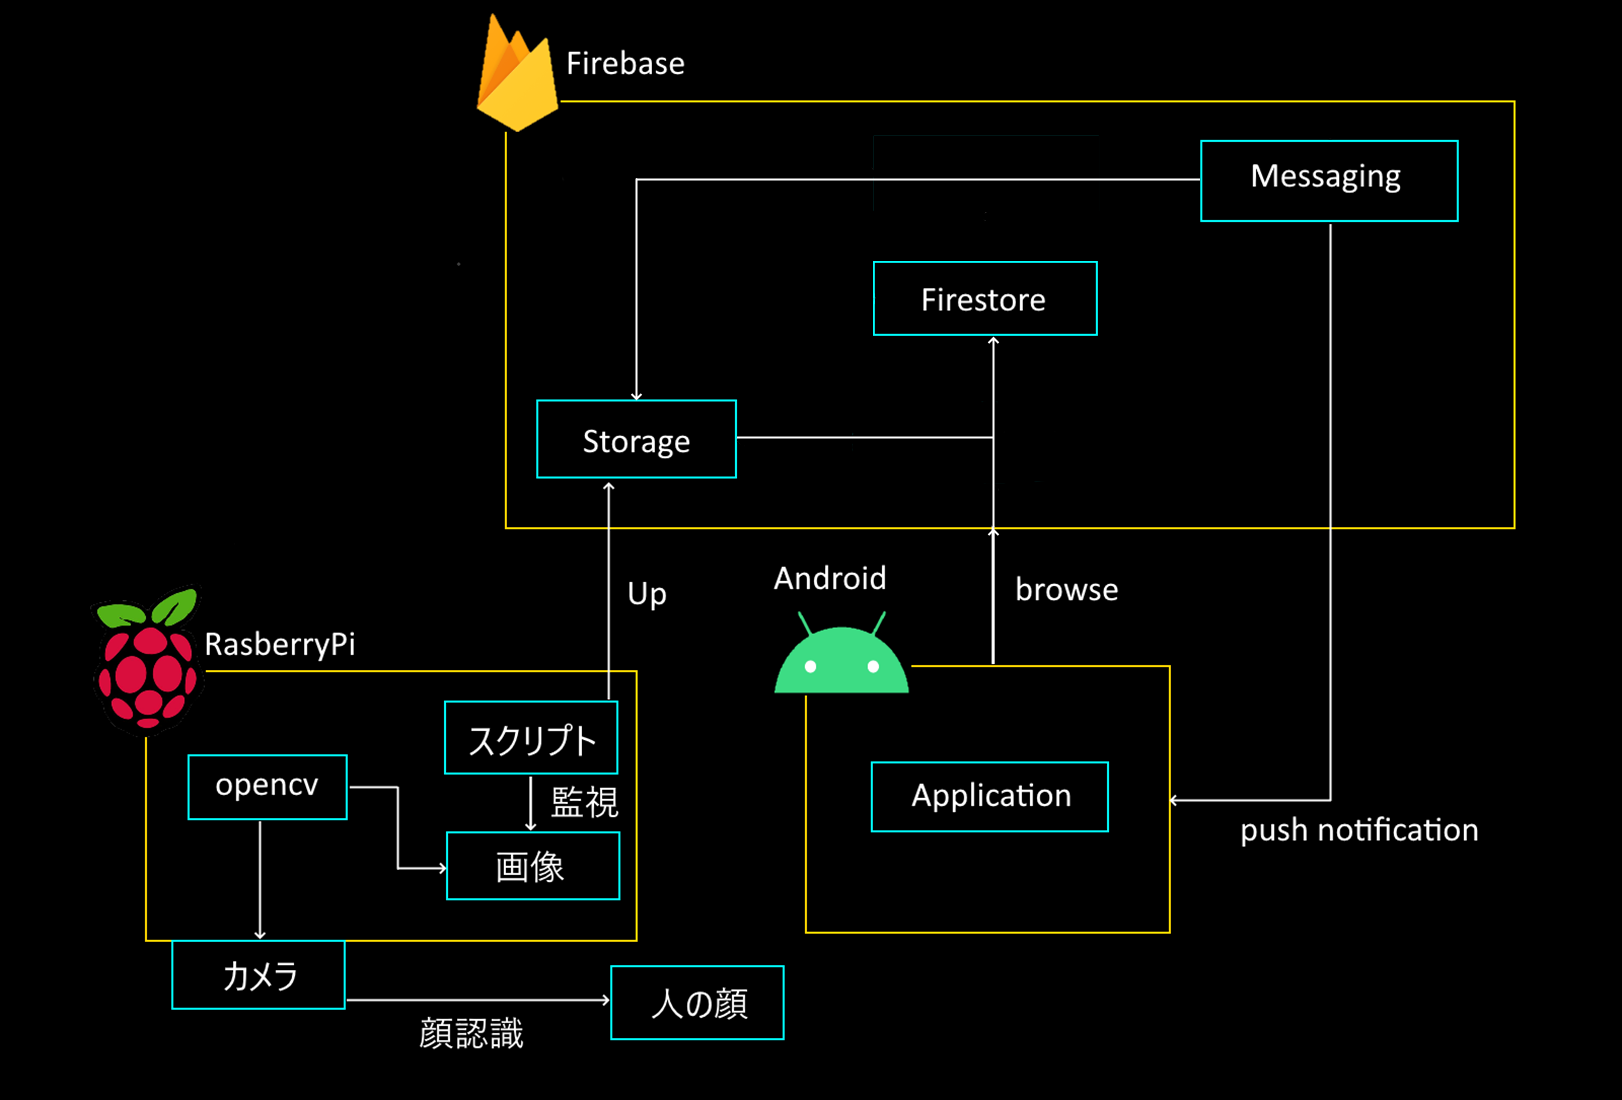 Firebase
Messaging
Firestore
Storage
Android
browse
Up
RasberryPi
スクリプト
opencv
監視
Application
push notification
画像
カメラ
人の顔
顔認識